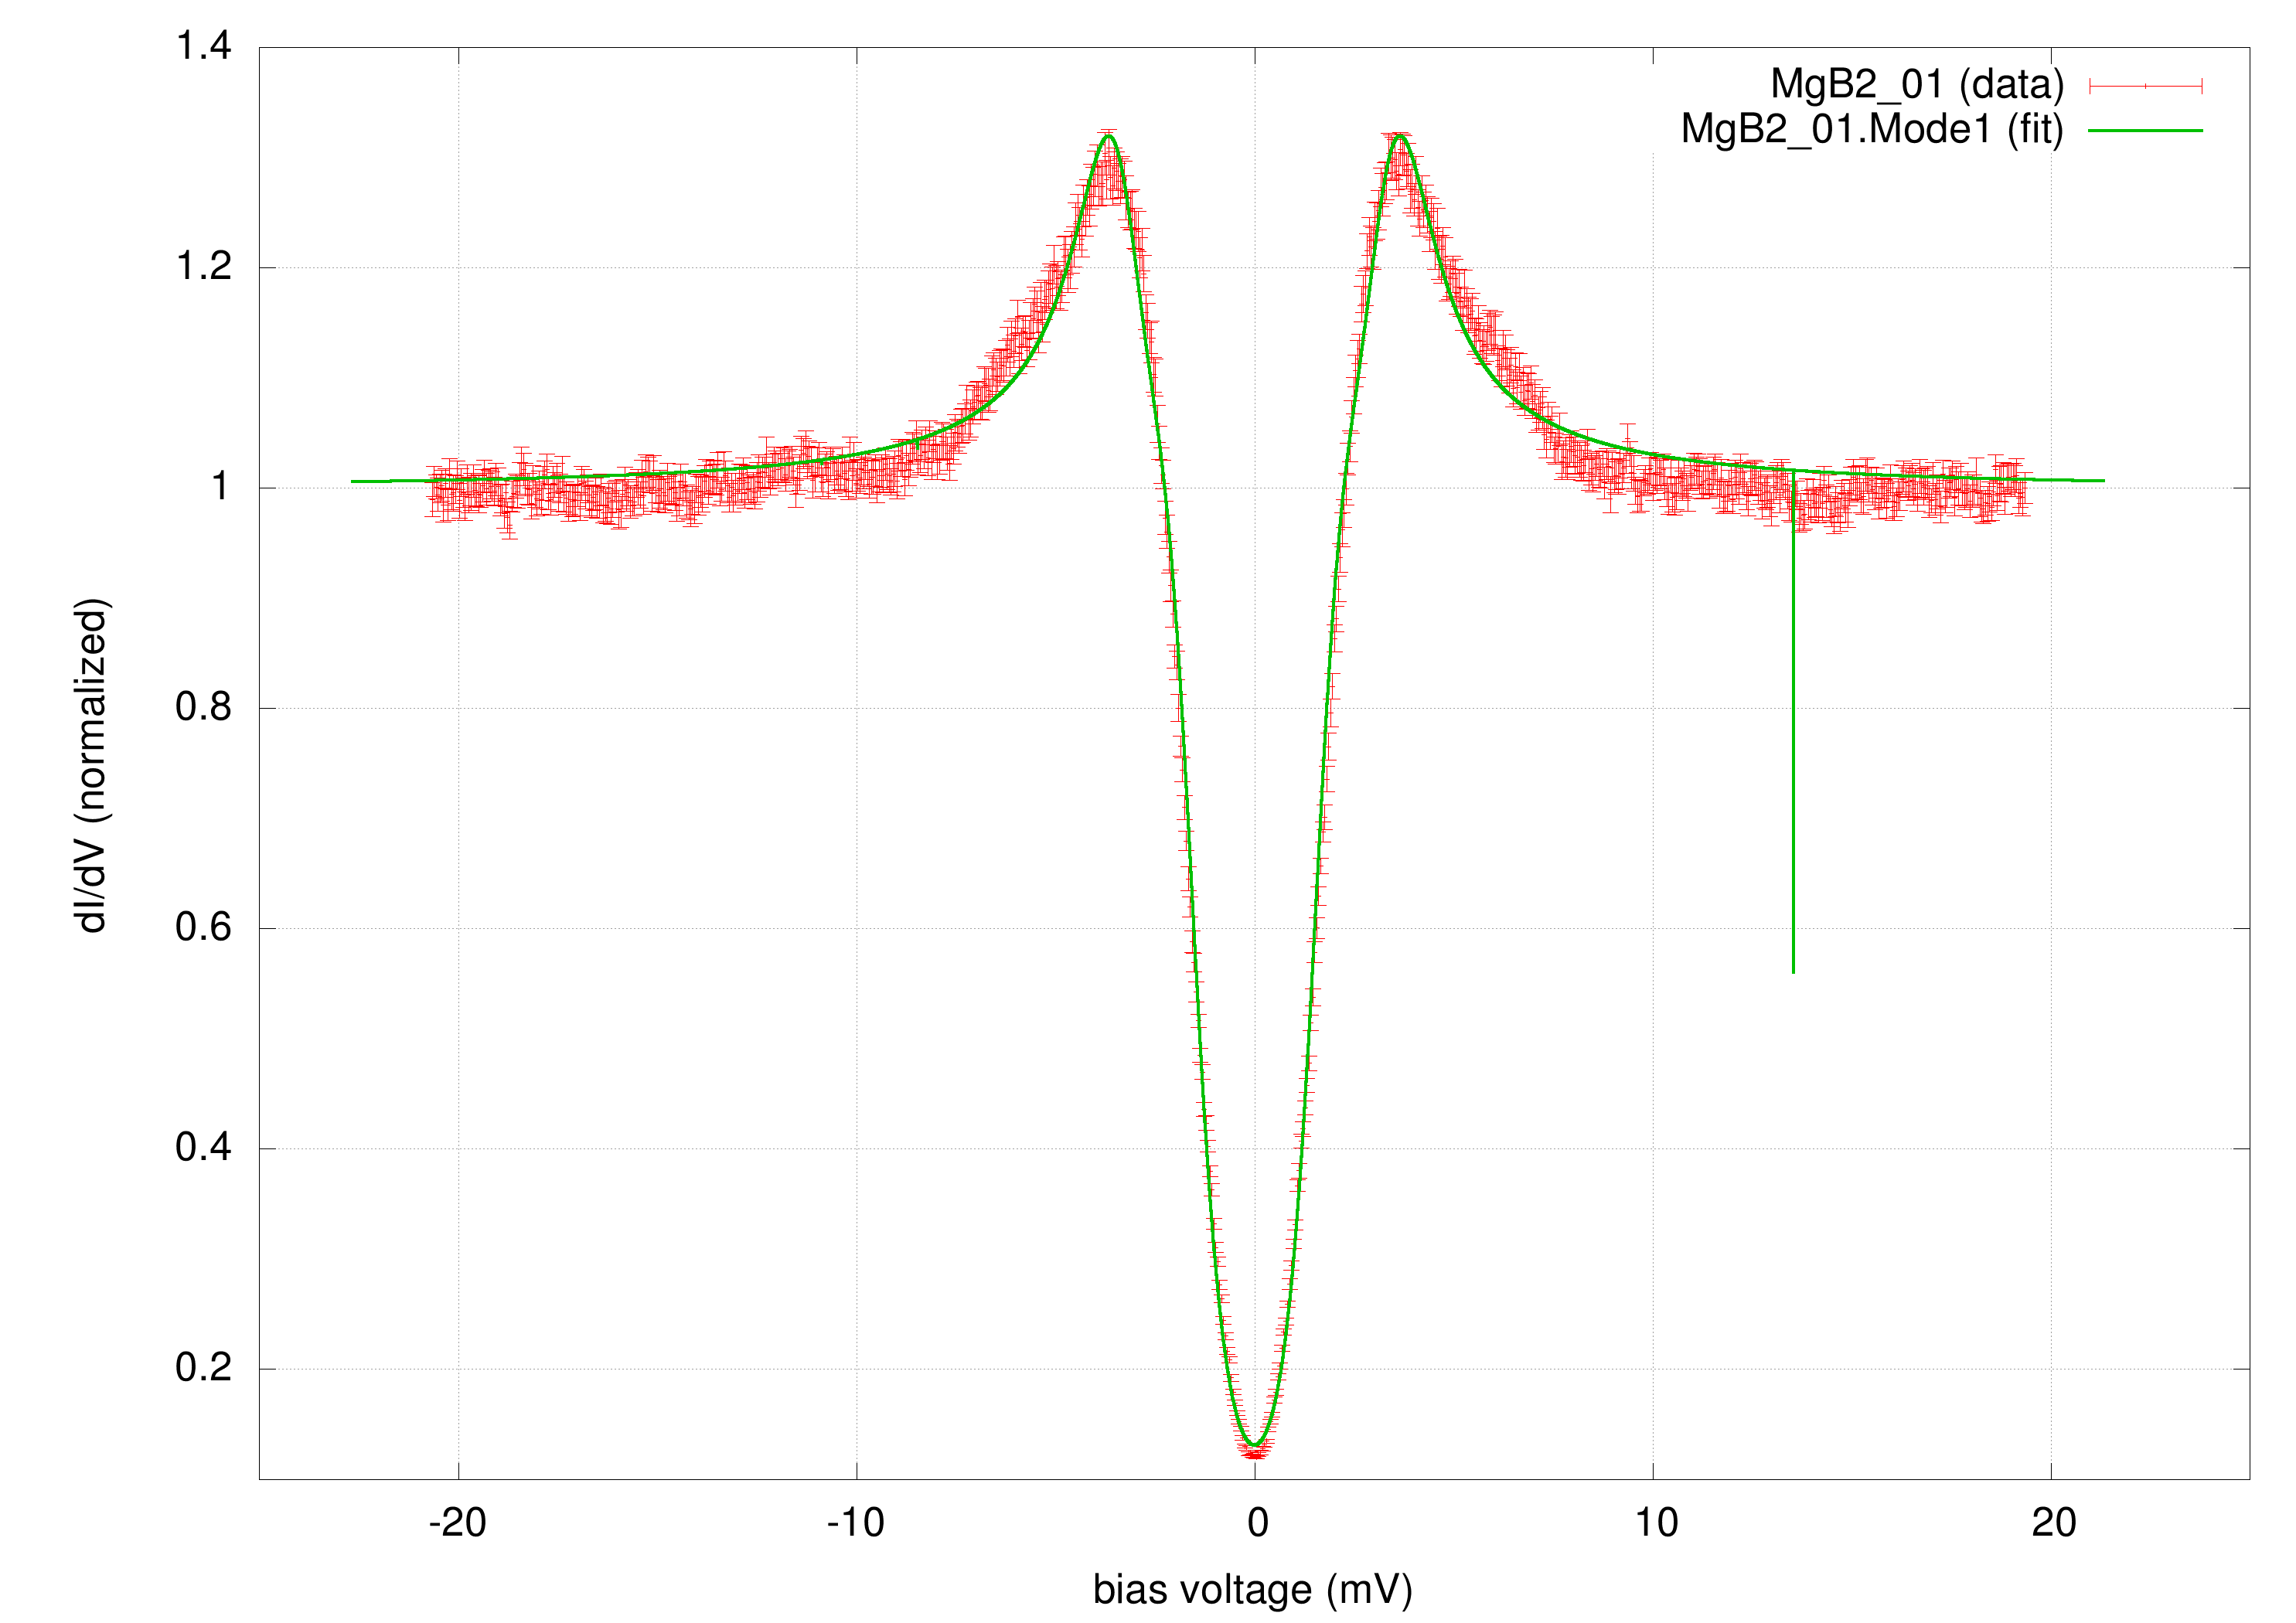 1.4
1.2
1
0.8
0.6
0.4
0.2
dI/dV (normalized)
MgB2_01 (data)
MgB2_01.Mode1 (fit)
-20 -10 0 10 20
bias voltage (mV)